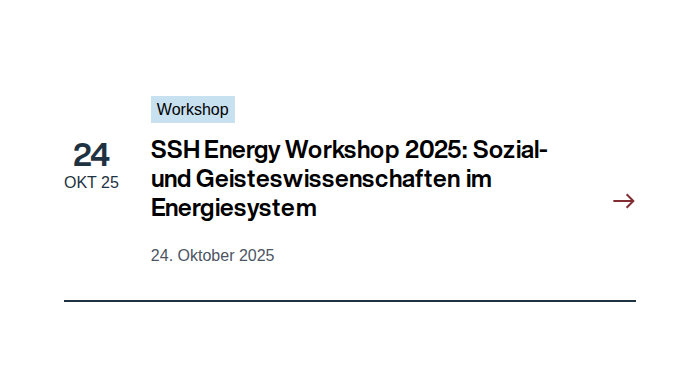 Workshop
24
OKT 25
SSH Energy Workshop 2025: Sozial-
und Geisteswissenschaften im
Energiesystem
24. Oktober 2025